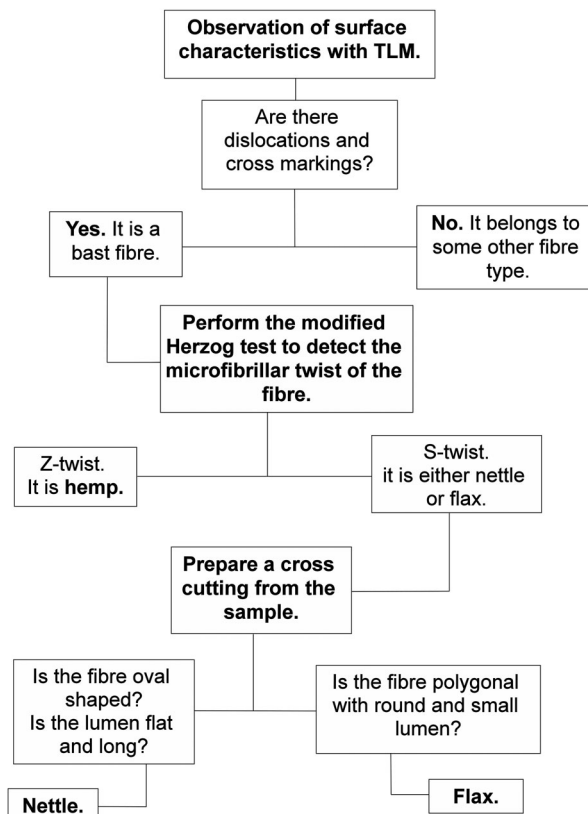 Observation of surface
characteristics with TLM.
Are there
dislocations and
cross markings?
Yes. It is a
bast fibre.
No. It belongs to
some other fibre
type.
Perform the modified
Herzog test to detect the
microfibrillar twist of the
fibre.
Z-twist.
It is hemp.
S-twist.
it is either nettle
or flax.
Prepare a cross
cutting from the
sample.
Is the fibre oval
shaped?
Is the lumen flat
and long?
Is the fibre polygonal
with round and small
lumen?
Nettle.
Flax.